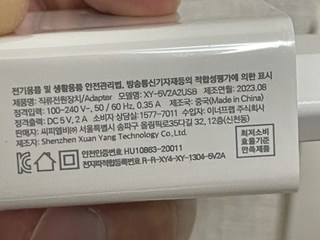 전기용품 및 생활용품 안전관리법, 방송통신기자재등의 적합성평가에 의한 표시
제품명: 직류전원장치/Adapter 모델명: XY-5V2A2USB 제조년월: 2023.08
정격입력: 100-240 V~, 50 / 60 Hz, 0.35 A 제조국: 중국(Made in China)
정격출력: DC 5 V, 2 A 소비자 상담실: 1577-7011 수입자: 이너프랩 주식회사
판매자: 씨피엘비㈜ 서울특별시 송파구 올림픽로35다길 32, 12층(신천동)
제조자: Shenzhen Xuan Yang Technology Co., Ltd.
안전인증번호 HU10863-20011
전자파적합등록번호 R-R-XY4-XY-1304-5V2A
최저소비
효율기준
만족제품